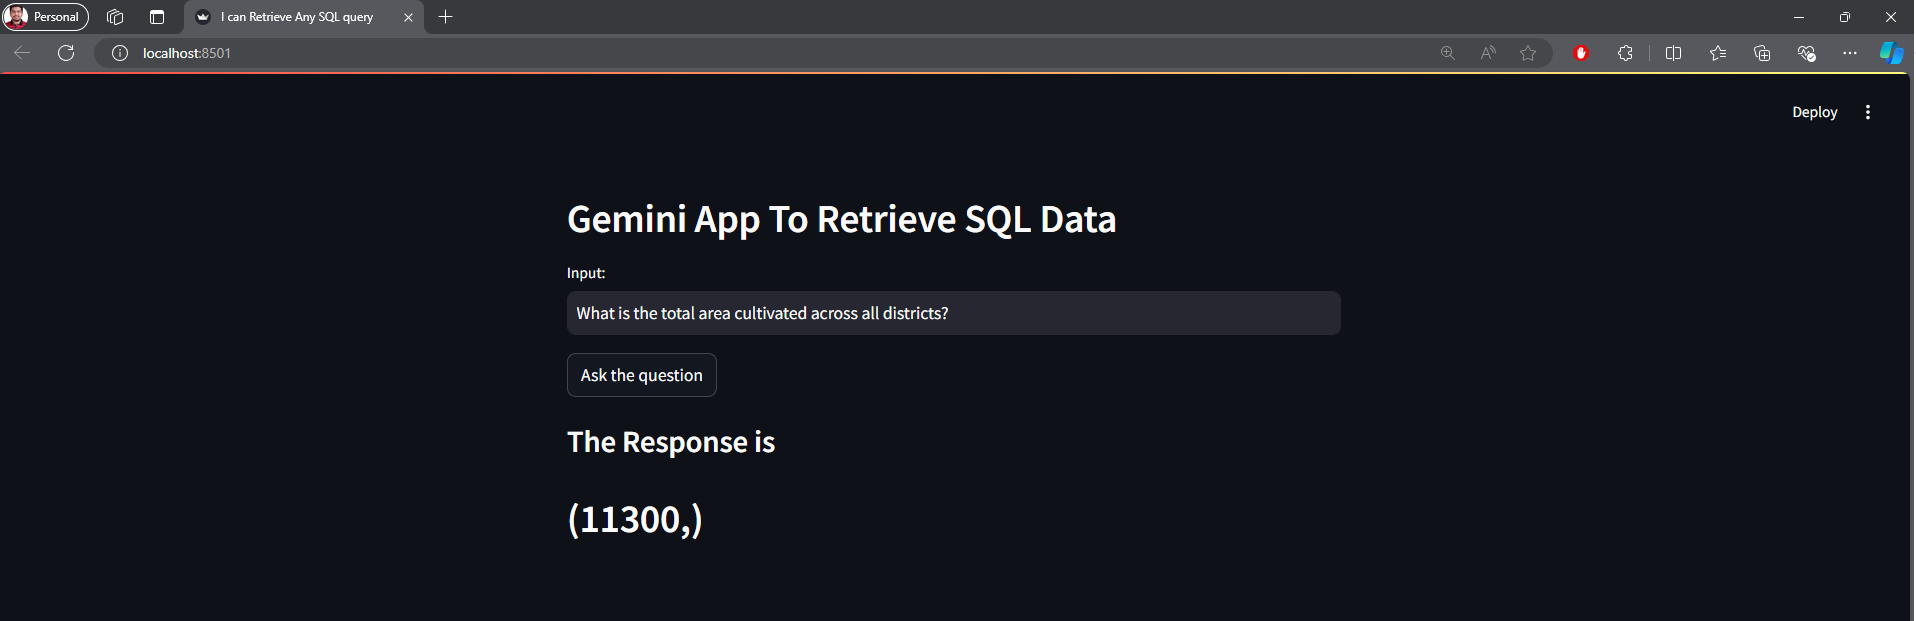 Personal
I can Retrieve Any SQL query
localhost:8501
Deploy
Gemini App To Retrieve SQL Data
Input:
What is the total area cultivated across all districts?
Ask the question
The Response is
(11300,)